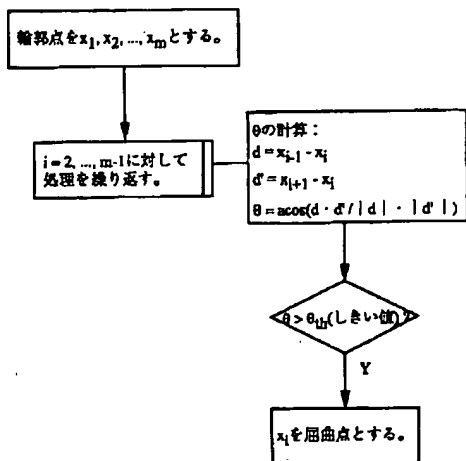 輪郭点をx1, x2, ..., xmとする。
i = 2, ..., m-1に対して
処理を繰り返す。
θの計算：
d = xi-1 - xi
d' = xi+1 - xi
θ = acos(d・d' / |d|・|d'|)
θ > θth(しきい値)?
Y
xiを屈曲点とする。